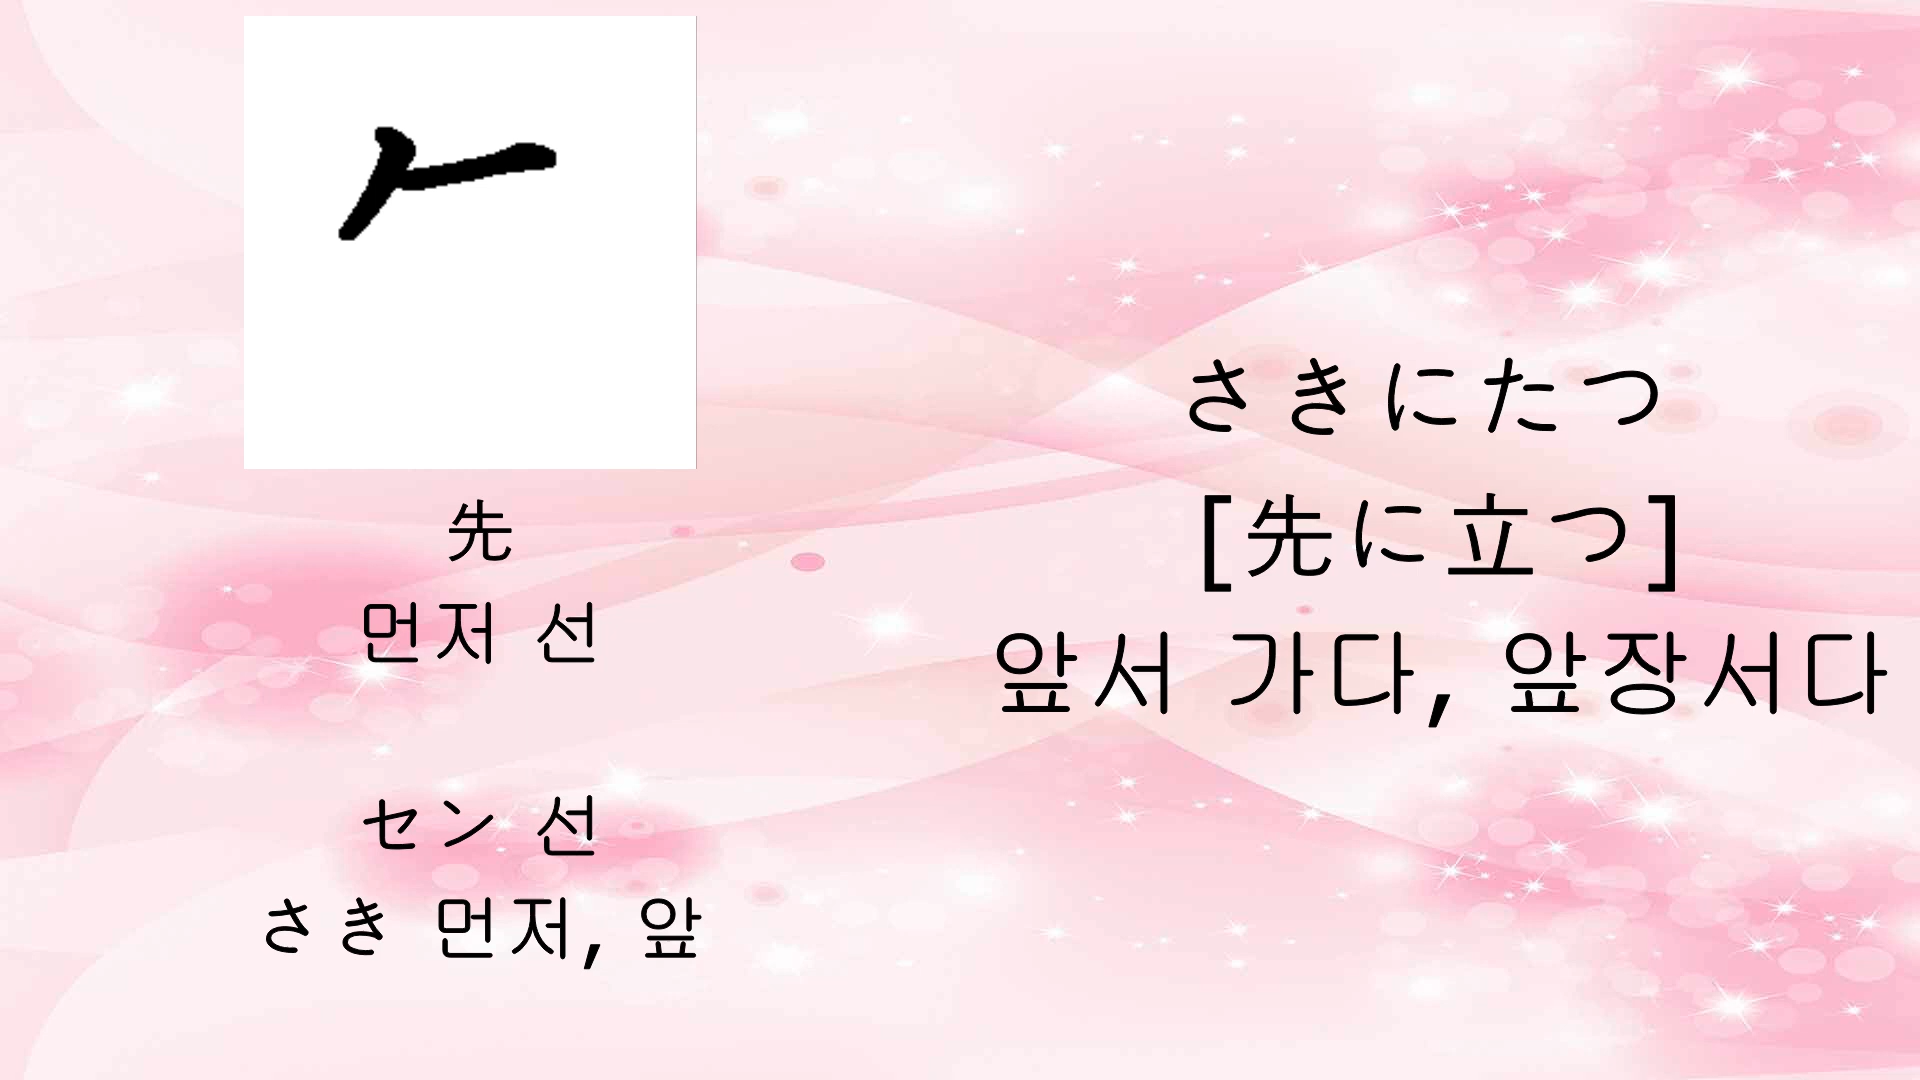 先
먼저 선
セン 선
さき 먼저, 앞
さきにたつ
[先に立つ]
앞서 가다, 앞장서다